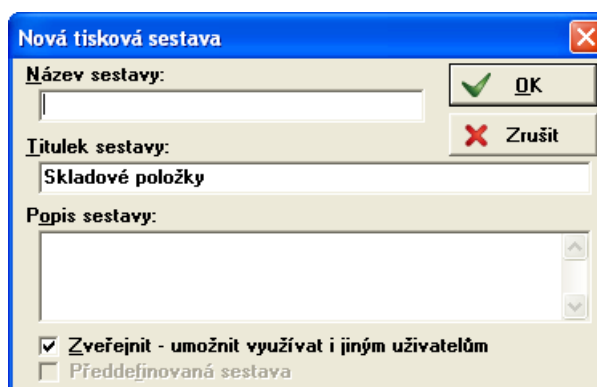 Nová tisková sestava
Název sestavy:
OK
Zrušit
Titulek sestavy:
Skladové položky
Popis sestavy:
Zveřejnit - umožnit využívat i jiným uživatelům
Předdefinovaná sestava